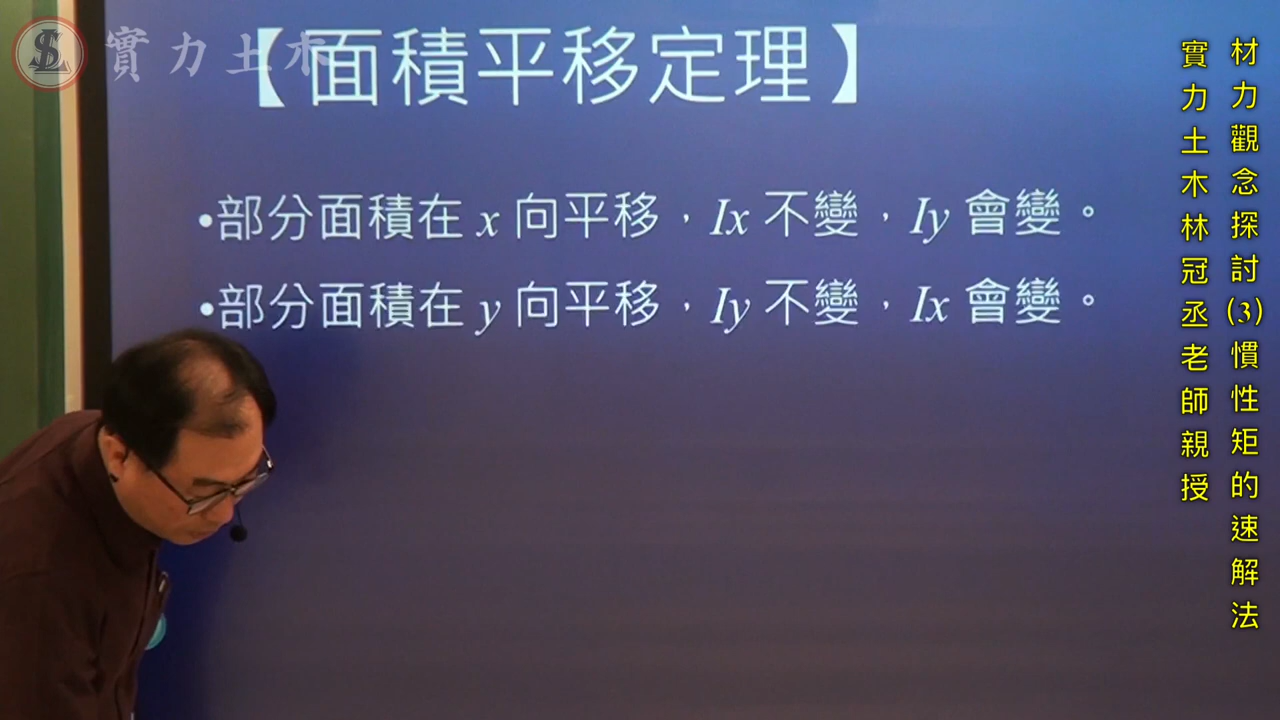 實力土木
【面積平移定理】
•部分面積在 x 向平移，Ix 不變，Iy 會變。
•部分面積在 y 向平移，Iy 不變，Ix 會變。
材力觀念探討(3)慣性矩的速解法
實力土木林冠丞老師親授